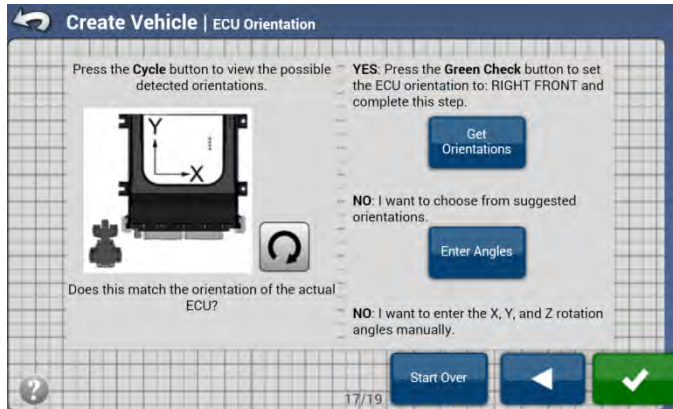 Create Vehicle | ECU Orientation
Press the Cycle button to view the possible
detected orientations.
Y
X
Does this match the orientation of the actual
ECU?
YES: Press the Green Check button to set
the ECU orientation to: RIGHT FRONT and
complete this step.
Get
Orientations
NO: I want to choose from suggested
orientations.
Enter Angles
NO: I want to enter the X, Y, and Z rotation
angles manually.
?
17/19
Start Over